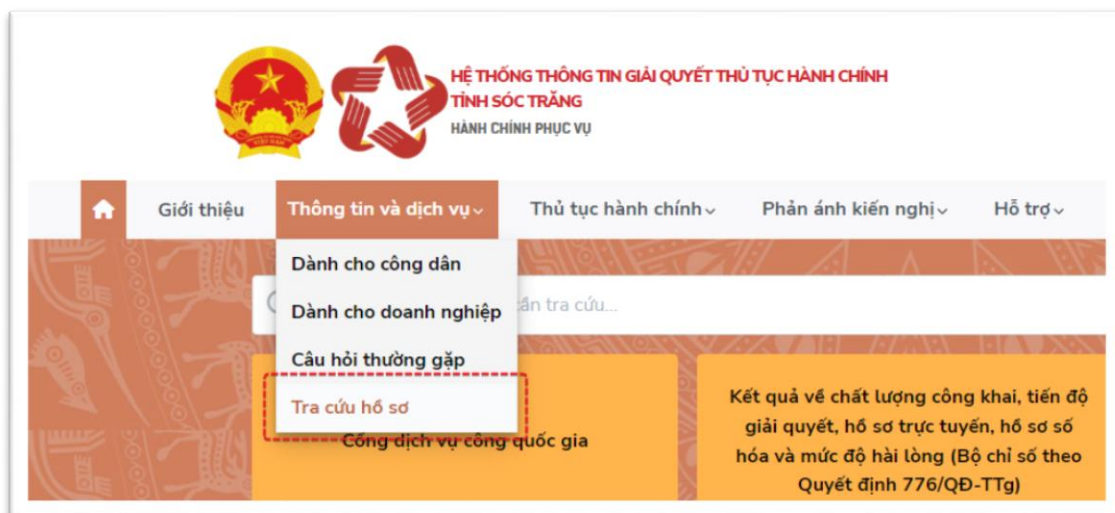 HỆ THỐNG THÔNG TIN GIẢI QUYẾT THỦ TỤC HÀNH CHÍNH
TỈNH SÓC TRĂNG
HÀNH CHÍNH PHỤC VỤ
Giới thiệu
Thông tin và dịch vụ
Thủ tục hành chính
Phản ánh kiến nghị
Hỗ trợ
Dành cho công dân
Dành cho doanh nghiệp
cần tra cứu...
Câu hỏi thường gặp
Tra cứu hồ sơ
Cổng dịch vụ công quốc gia
Kết quả về chất lượng công khai, tiến độ
giải quyết, hồ sơ trực tuyến, hồ sơ số
hóa và mức độ hài lòng (Bộ chỉ số theo
Quyết định 776/QĐ-TTg)